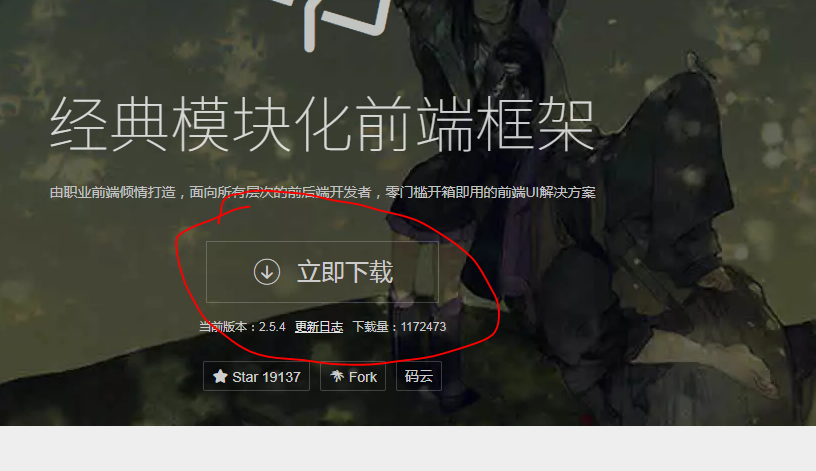 经典模块化前端框架
由职业前端倾情打造，面向所有层次的前后端开发者，零门槛开箱即用的前端UI解决方案
立即下载
当前版本：2.5.4 更新日志 下载量：1172473
Star 19137 Fork 码云